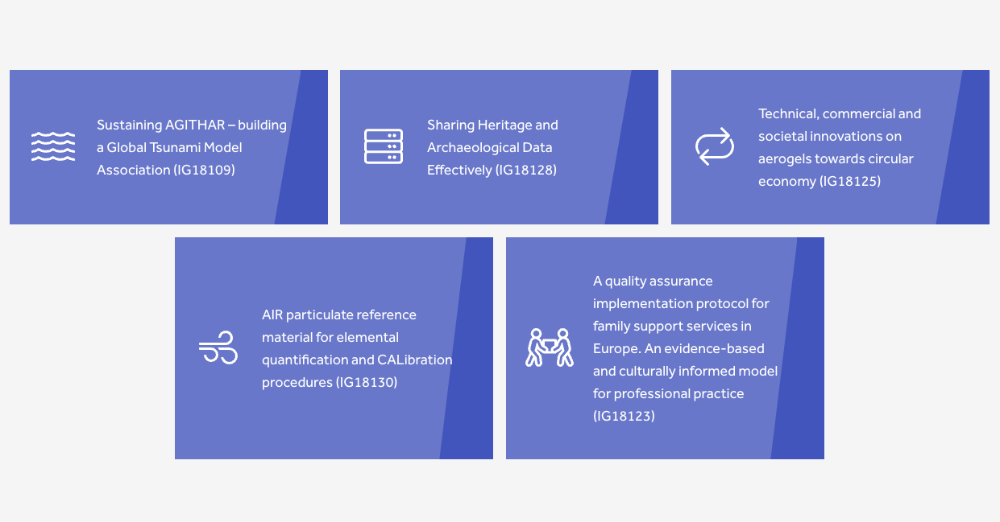 Sustaining AGITHAR – building
a Global Tsunami Model
Association (IG18109)
Sharing Heritage and
Archaeological Data
Effectively (IG18128)
Technical, commercial and
societal innovations on
aerogels towards circular
economy (IG18125)
AIR particulate reference
material for elemental
quantification and CALibration
procedures (IG18130)
A quality assurance
implementation protocol for
family support services in
Europe. An evidence-based
and culturally informed model
for professional practice
(IG18123)